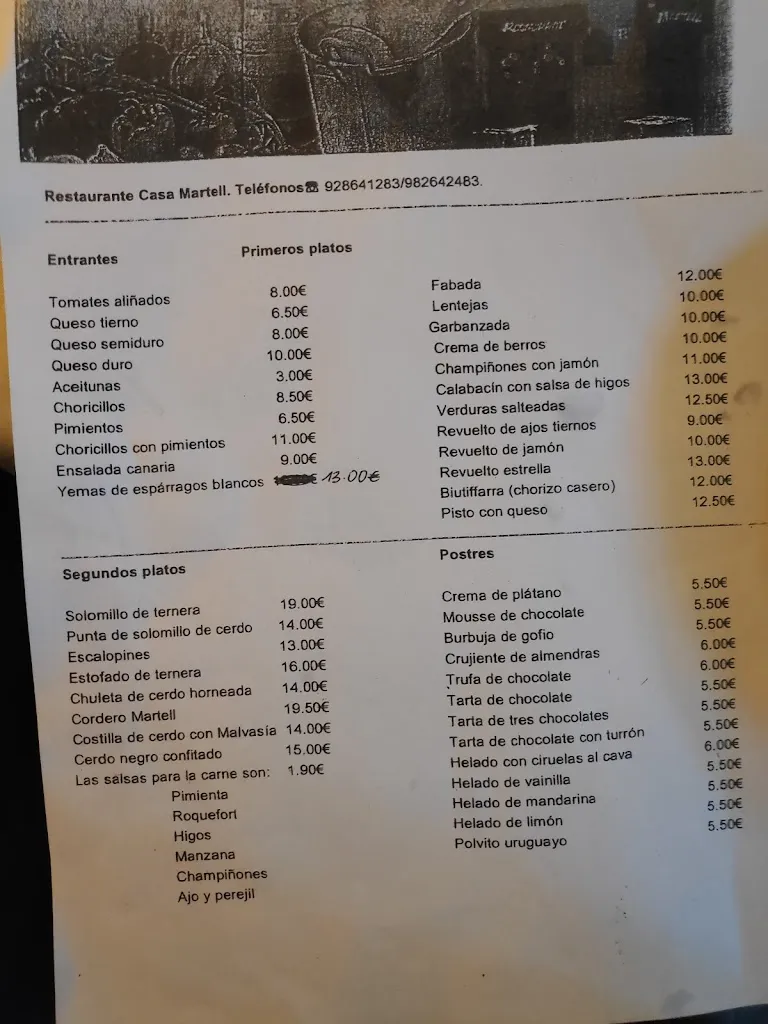 Restaurant
Restaurante Casa Martell. Teléfonos☎ 928641283/982642483.
Entrantes
Tomates aliñados 8.00€
Queso tierno 6.50€
Queso semiduro 8.00€
Queso duro 10.00€
Aceitunas 3.00€
Choricillos 8.50€
Pimientos 6.50€
Choricillos con pimientos 11.00€
Ensalada canaria 9.00€
Yemas de espárragos blancos 13.00€
Primeros platos
Fabada 12.00€
Lentejas 10.00€
Garbanzada 10.00€
Crema de berros 10.00€
Champiñones con jamón 11.00€
Calabacín con salsa de higos 13.00€
Verduras salteadas 12.50€
Revuelto de ajos tiernos 9.00€
Revuelto de jamón 10.00€
Revuelto estrella 13.00€
Biutiffarra (chorizo casero) 12.00€
Pisto con queso 12.50€
Segundos platos
Solomillo de ternera 19.00€
Punta de solomillo de cerdo 14.00€
Escalopines 13.00€
Estofado de ternera 16.00€
Chuleta de cerdo horneada 14.00€
Cordero Martell 19.50€
Costilla de cerdo con Malvasía 14.00€
Cerdo negro confitado 15.00€
Las salsas para la carne son: 1.90€
Pimienta
Roquefort
Higos
Manzana
Champiñones
Ajo y perejil
Postres
Crema de plátano 5.50€
Mousse de chocolate 5.50€
Burbuja de gofio 5.50€
Crujiente de almendras 6.00€
Trufa de chocolate 6.00€
Tarta de chocolate 5.50€
Tarta de tres chocolates 5.50€
Tarta de chocolate con turrón 5.50€
Helado con ciruelas al cava 6.00€
Helado de vainilla 5.50€
Helado de mandarina 5.50€
Helado de limón 5.50€
Polvito uruguayo 5.50€